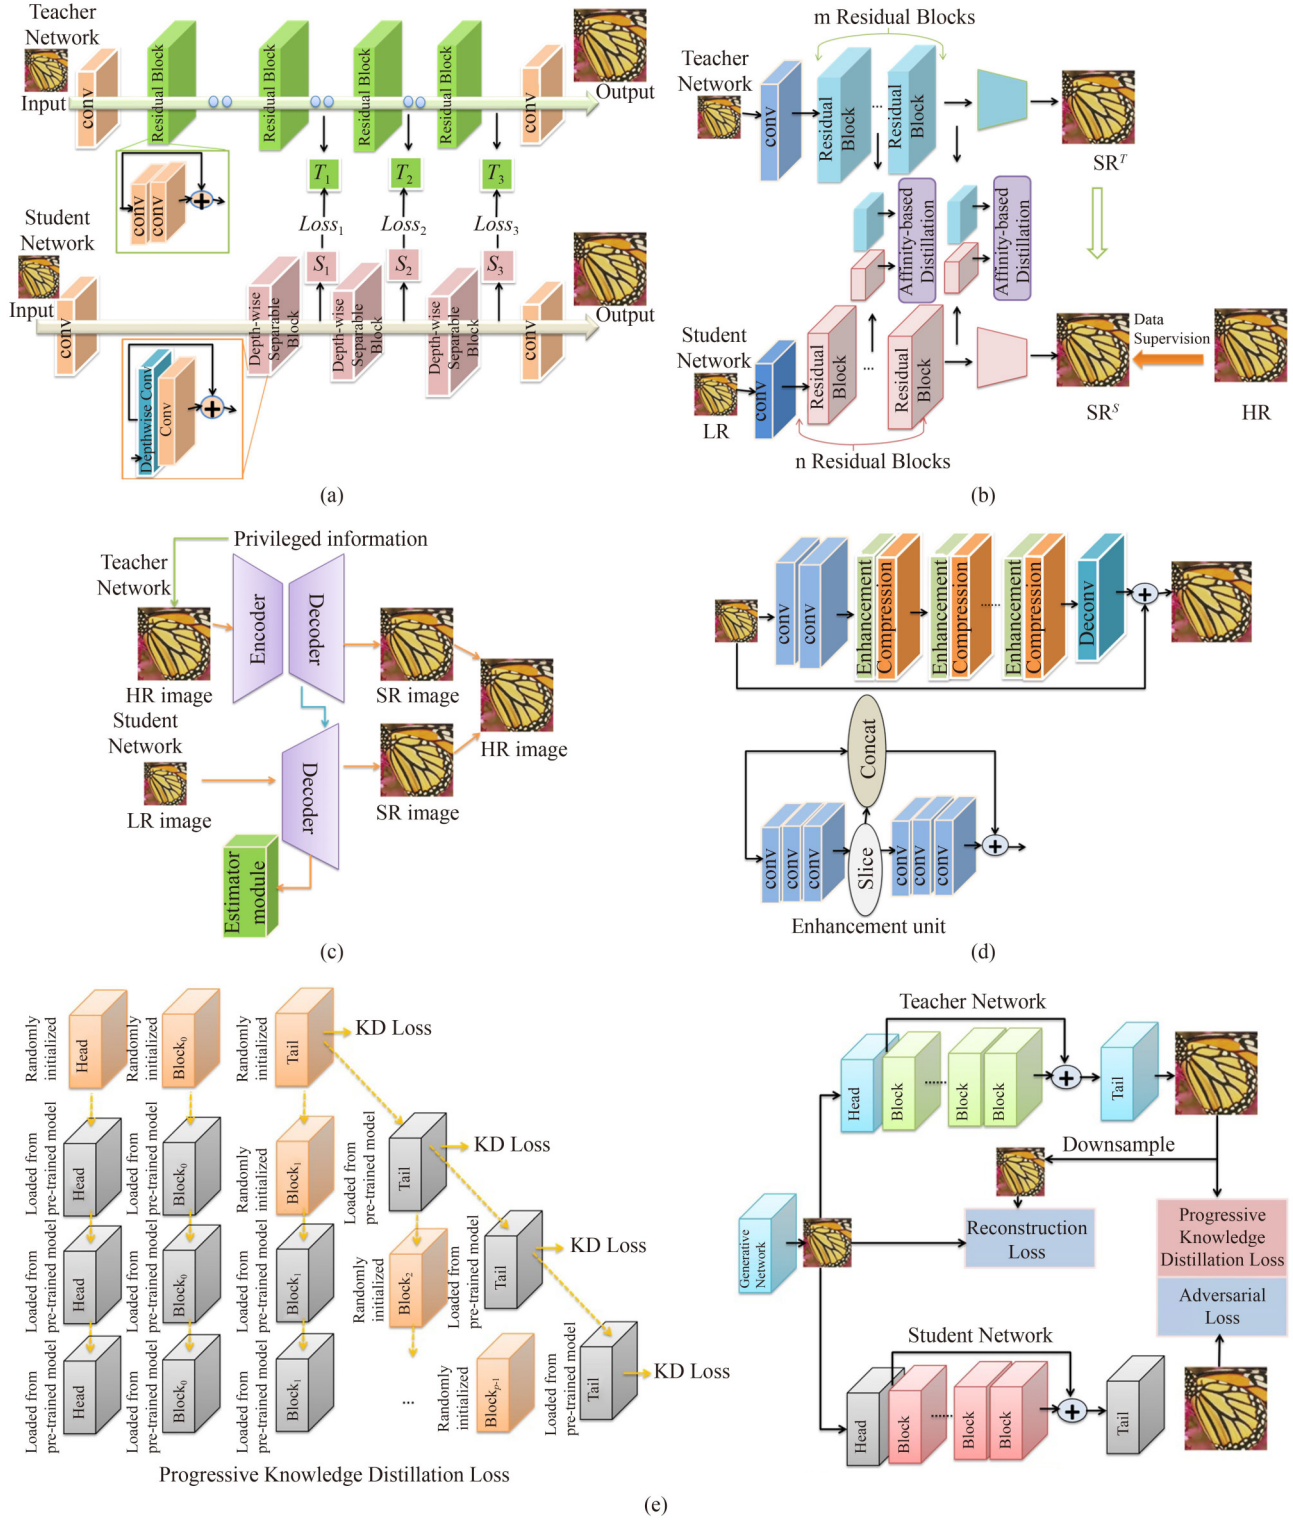 Teacher
Network
Input
conv
Residual Block
Residual Block
Residual Block
Residual Block
conv
Output
conv
conv
T1
T2
T3
Loss1
Loss2
Loss3
S1
S2
S3
Student
Network
Input
conv
Depth-wise
Separable
Block
Depth-wise
Separable
Block
Depth-wise
Separable
Block
conv
Output
Depthwise Conv
Conv
(a)
m Residual Blocks
Teacher
Network
conv
Residual
Block
...
Residual
Block
SR^T
Affinity-based
Distillation
Affinity-based
Distillation
Student
Network
LR
conv
Residual
Block
...
Residual
Block
SR^S
Data
Supervision
HR
n Residual Blocks
(b)
Privileged information
Teacher
Network
Encoder
Decoder
HR image
SR image
Student
Network
HR image
Decoder
LR image
SR image
Estimator
module
(c)
conv
conv
Enhancement
Compression
Enhancement
Compression
......
Enhancement
Compression
Deconv
Concat
conv
conv
conv
Slice
conv
conv
conv
Enhancement unit
(d)
Randomly
initialized
Head
Randomly
initialized
Block0
Randomly
initialized
Tail
KD Loss
Loaded from
pre-trained model
Head
Loaded from
pre-trained model
Block0
Randomly
initialized
Block1
Loaded from
pre-trained model
Tail
KD Loss
Loaded from
pre-trained model
Head
Loaded from
pre-trained model
Block0
Loaded from
pre-trained model
Block1
Randomly
initialized
Block2
Loaded from
pre-trained model
Tail
KD Loss
Loaded from
pre-trained model
Head
Loaded from
pre-trained model
Block0
Loaded from
pre-trained model
Block1
...
Randomly
initialized
Blockp-1
Loaded from
pre-trained model
Tail
KD Loss
Progressive Knowledge Distillation Loss
Teacher Network
Head
Block
......
Block
Block
Tail
Downsample
Generative
Network
Reconstruction
Loss
Progressive
Knowledge
Distillation Loss
Adversarial
Loss
Student Network
Head
Block
......
Block
Block
Tail
(e)